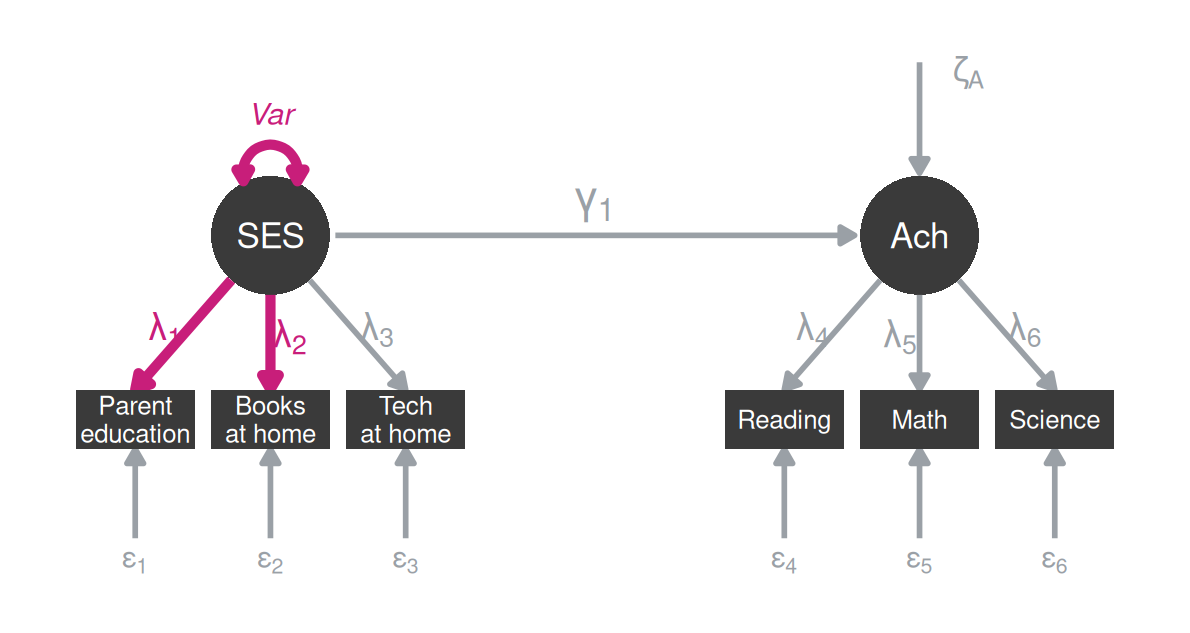 ζA
Var
SES
γ1
Ach
λ1
λ2
λ3
λ4
λ5
λ6
Parent
education
Books
at home
Tech
at home
Reading
Math
Science
ε1
ε2
ε3
ε4
ε5
ε6